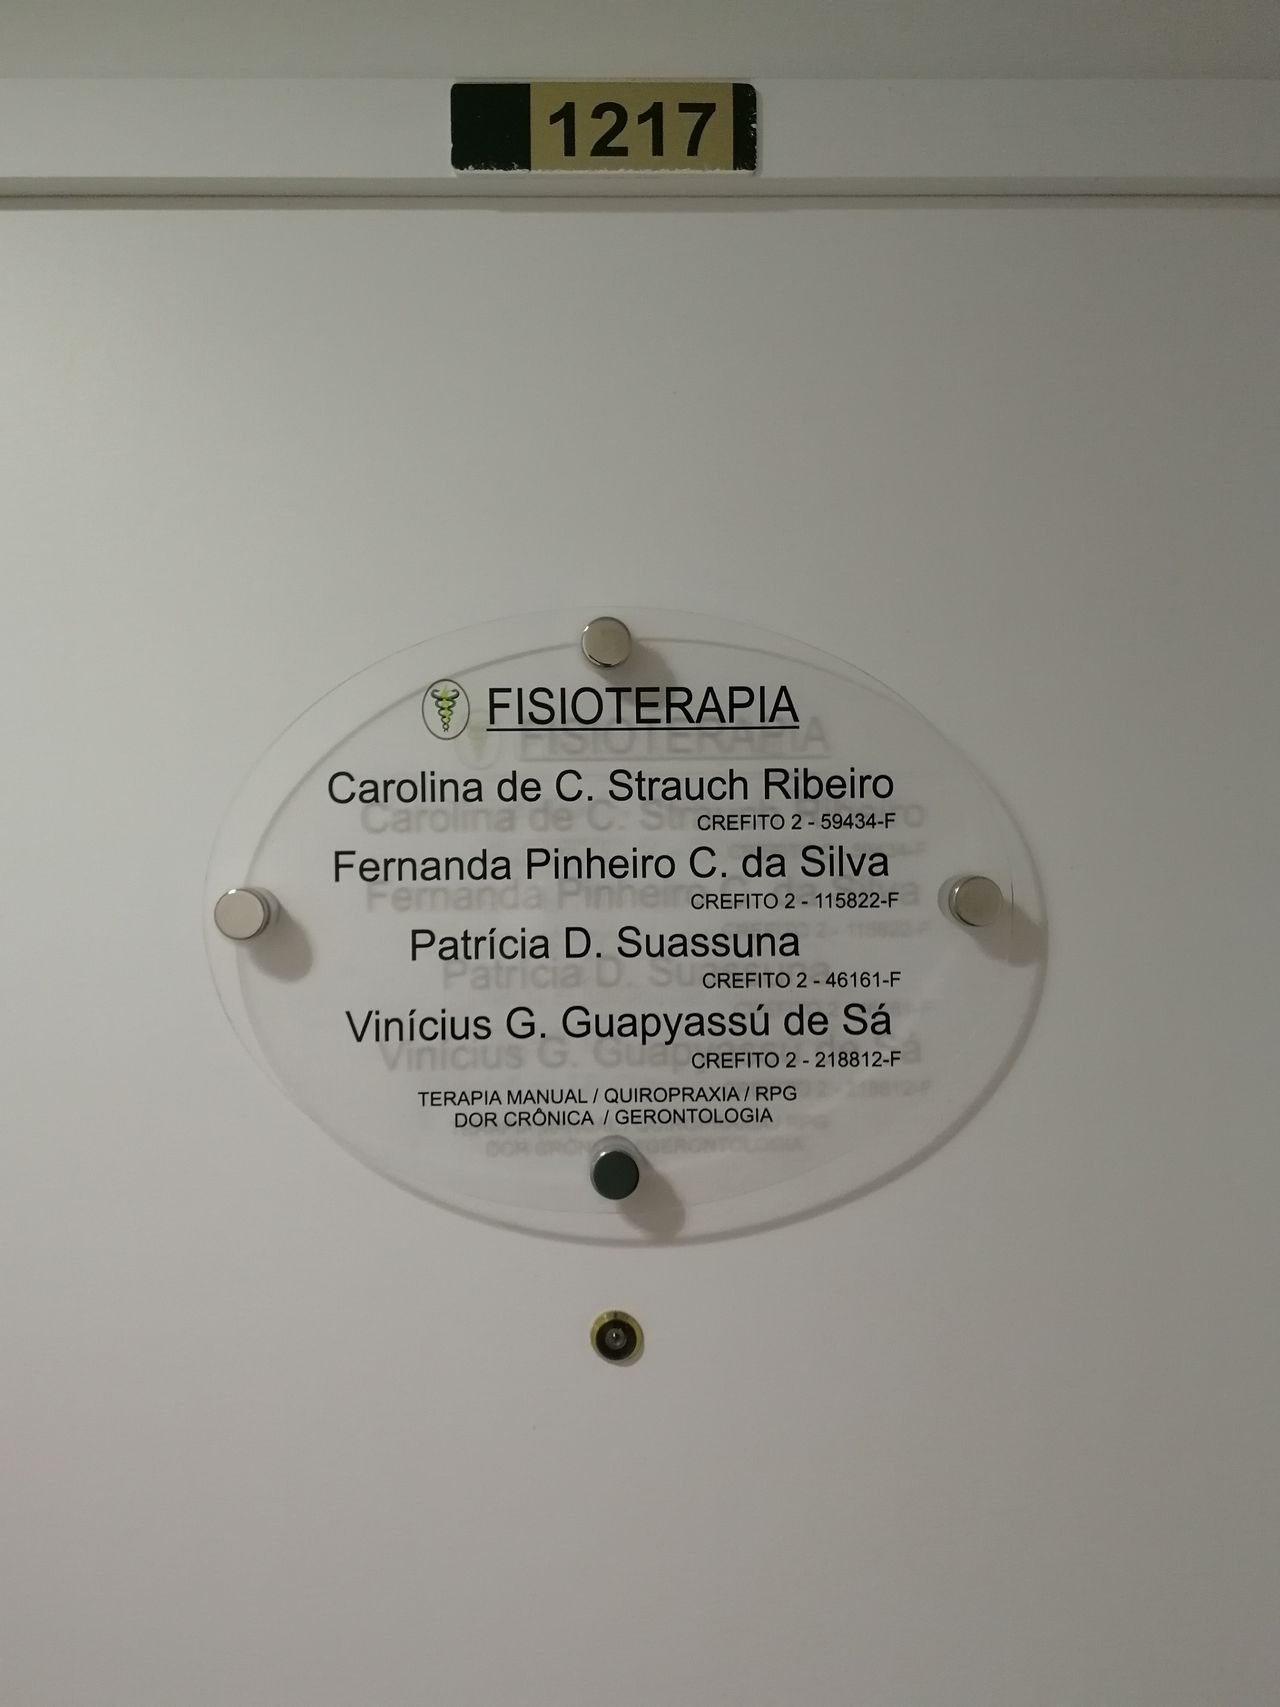 1217
FISIOTERAPIA
Carolina de C. Strauch Ribeiro
CREFITO 2 - 59434-F
Fernanda Pinheiro C. da Silva
CREFITO 2 - 115822-F
Patrícia D. Suassuna
CREFITO 2 - 46161-F
Vinícius G. Guapyassú de Sá
CREFITO 2 - 218812-F
TERAPIA MANUAL / QUIROPRAXIA / RPG
DOR CRÔNICA / GERONTOLOGIA